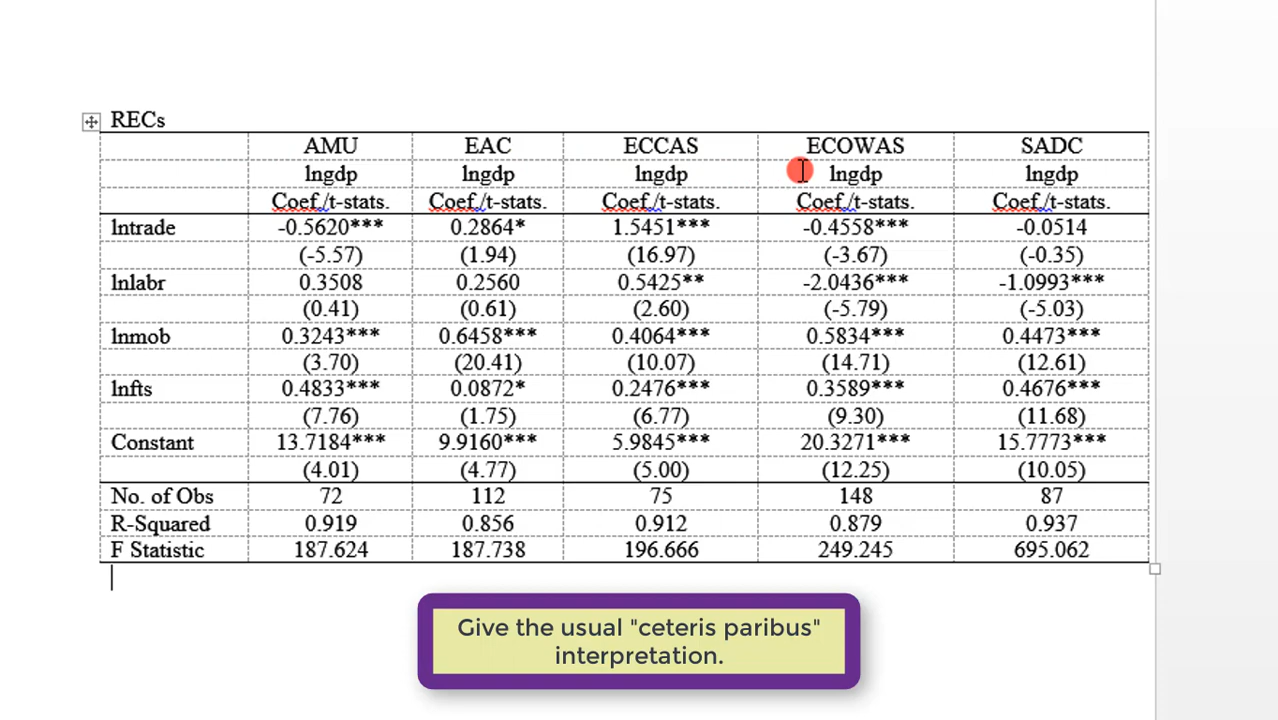 RECs
AMU EAC ECCAS ECOWAS SADC
lngdp lngdp lngdp lngdp lngdp
Coef./t-stats. Coef./t-stats. Coef./t-stats. Coef./t-stats. Coef./t-stats.
lntrade -0.5620*** 0.2864* 1.5451*** -0.4558*** -0.0514
(-5.57) (1.94) (16.97) (-3.67) (-0.35)
lnlabr 0.3508 0.2560 0.5425** -2.0436*** -1.0993***
(0.41) (0.61) (2.60) (-5.79) (-5.03)
lnmob 0.3243*** 0.6458*** 0.4064*** 0.5834*** 0.4473***
(3.70) (20.41) (10.07) (14.71) (12.61)
lnfts 0.4833*** 0.0872* 0.2476*** 0.3589*** 0.4676***
(7.76) (1.75) (6.77) (9.30) (11.68)
Constant 13.7184*** 9.9160*** 5.9845*** 20.3271*** 15.7773***
(4.01) (4.77) (5.00) (12.25) (10.05)
No. of Obs 72 112 75 148 87
R-Squared 0.919 0.856 0.912 0.879 0.937
F Statistic 187.624 187.738 196.666 249.245 695.062
Give the usual "ceteris paribus"
interpretation.